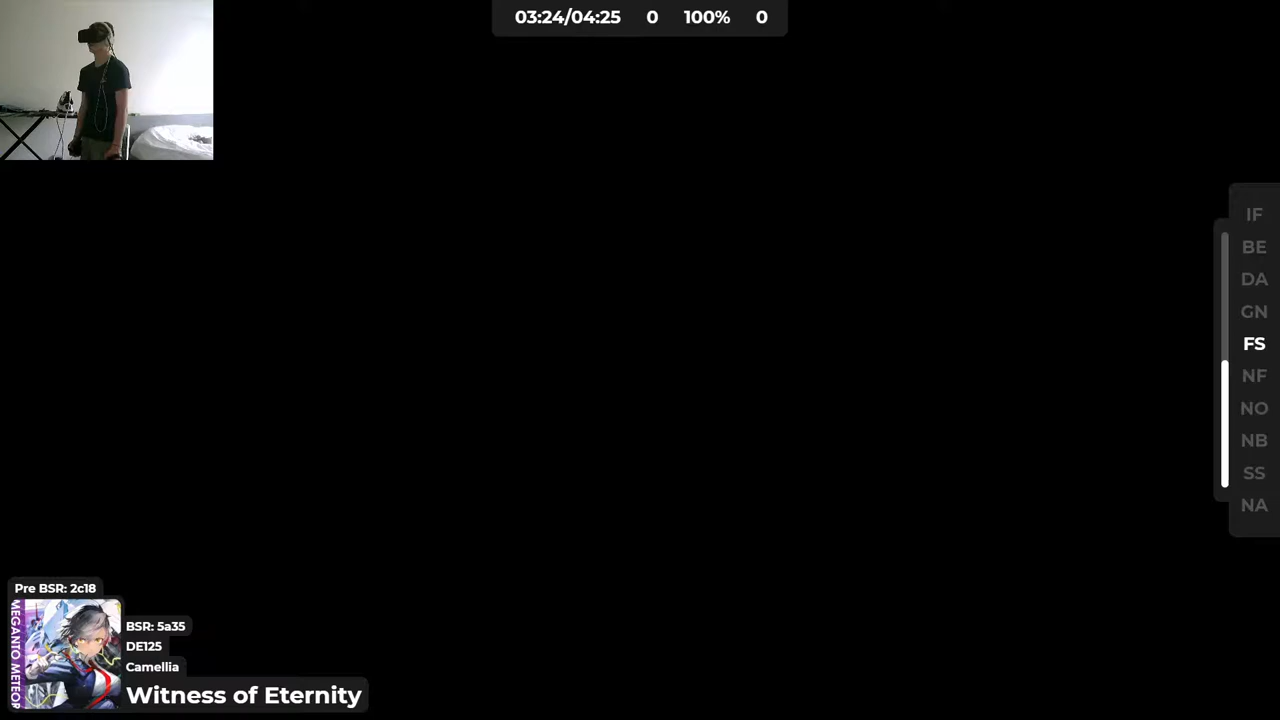 03:24/04:25 0 100% 0
IF
BE
DA
GN
FS
NF
NO
NB
SS
NA
Pre BSR: 2c18
MEGANTO METEOR
BSR: 5a35
DE125
Camellia
Witness of Eternity